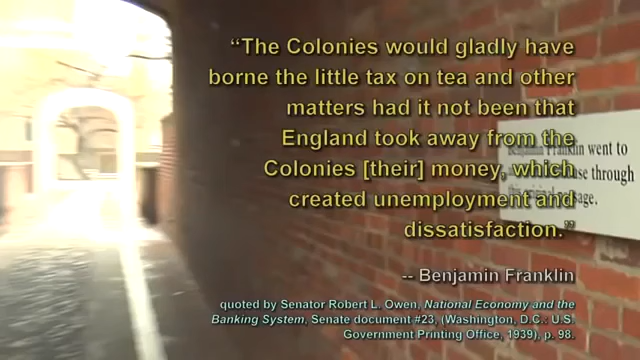 “The Colonies would gladly have
borne the little tax on tea and other
matters had it not been that
England took away from the
Colonies [their] money, which
created unemployment and
dissatisfaction.”
-- Benjamin Franklin
quoted by Senator Robert L. Owen, National Economy and the
Banking System, Senate document #23, (Washington, D.C.: U.S.
Government Printing Office, 1939), p. 98.
Franklin went to
through